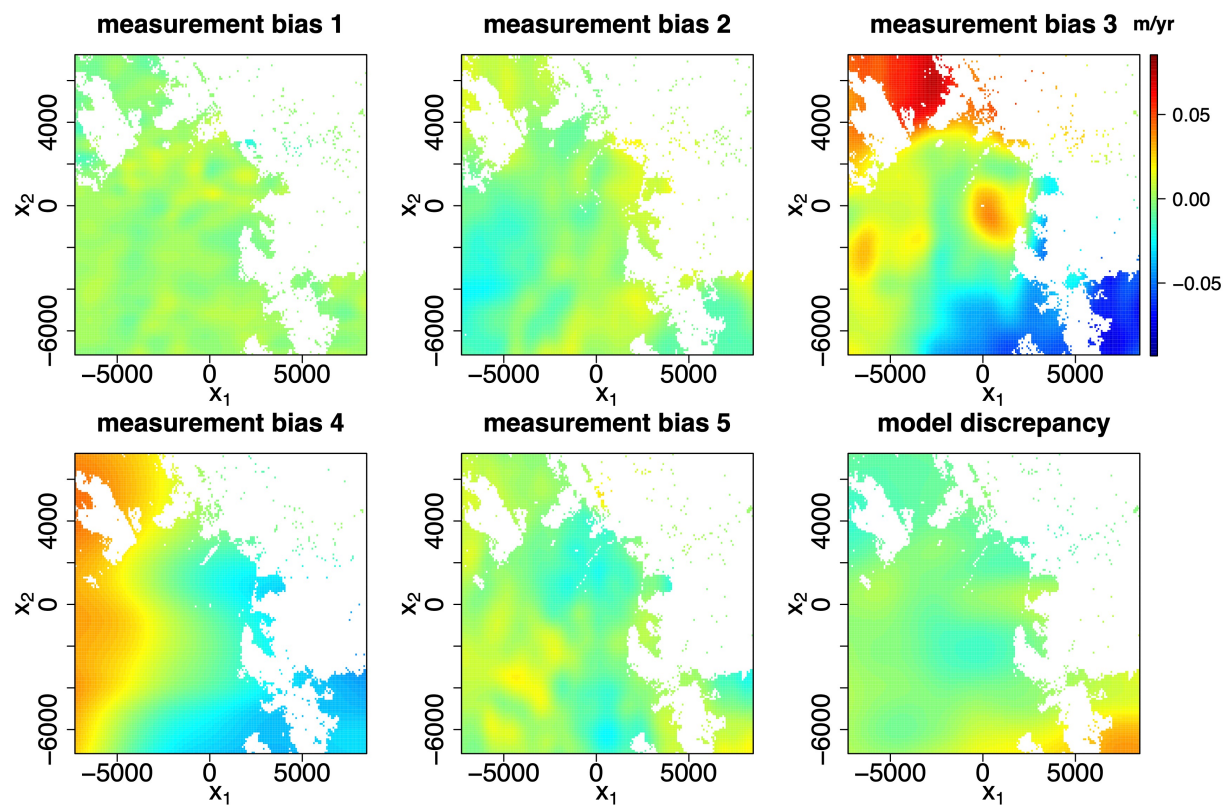 measurement bias 1
measurement bias 2
measurement bias 3 m/yr
x2 −6000 0 4000
x2 −6000 0 4000
x2 −6000 0 4000
0.05
0.00
−0.05
−5000 0 5000
−5000 0 5000
−5000 0 5000
x1
x1
x1
measurement bias 4
measurement bias 5
model discrepancy
x2 −6000 0 4000
x2 −6000 0 4000
x2 −6000 0 4000
−5000 0 5000
−5000 0 5000
−5000 0 5000
x1
x1
x1